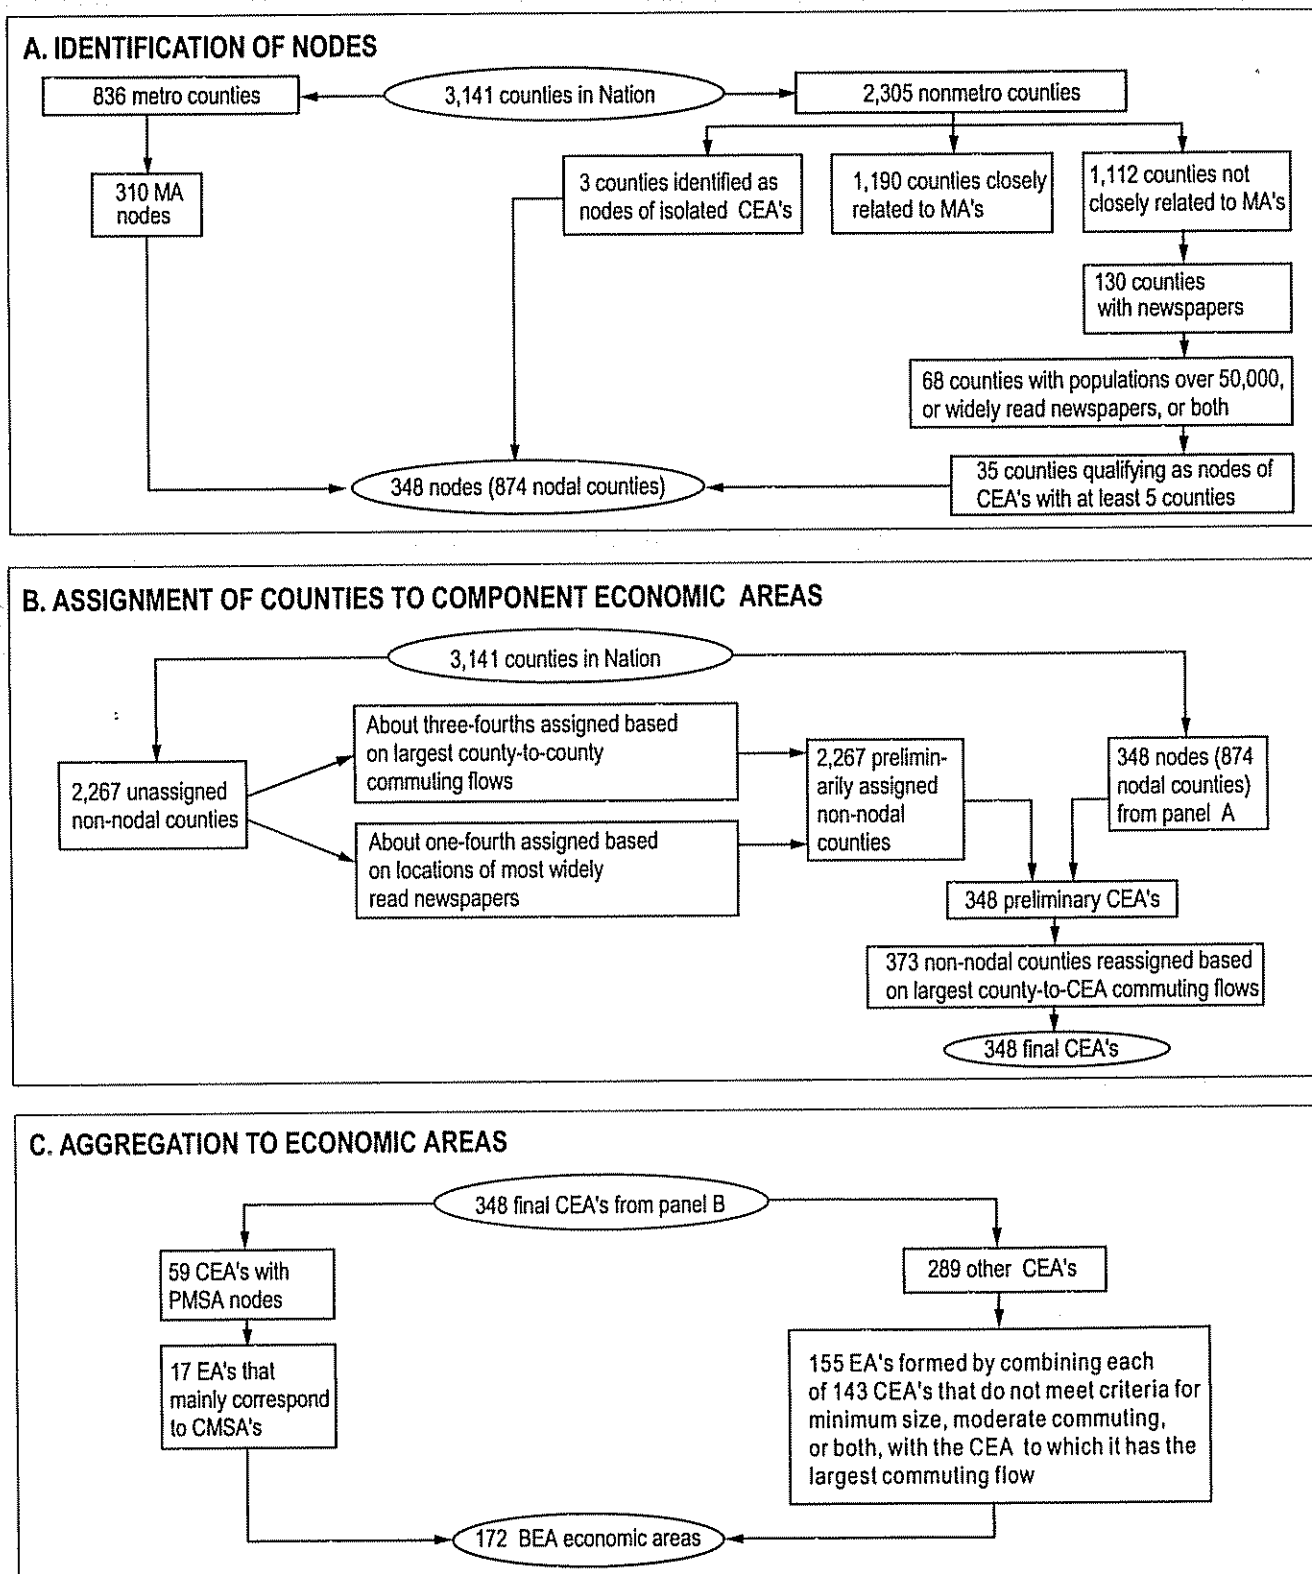 A. IDENTIFICATION OF NODES
836 metro counties
3,141 counties in Nation
2,305 nonmetro counties
310 MA
nodes
3 counties identified as
nodes of isolated CEA's
1,190 counties closely
related to MA's
1,112 counties not
closely related to MA's
130 counties
with newspapers
68 counties with populations over 50,000,
or widely read newspapers, or both
348 nodes (874 nodal counties)
35 counties qualifying as nodes of
CEA's with at least 5 counties
B. ASSIGNMENT OF COUNTIES TO COMPONENT ECONOMIC AREAS
3,141 counties in Nation
2,267 unassigned
non-nodal counties
About three-fourths assigned based
on largest county-to-county
commuting flows
About one-fourth assigned based
on locations of most widely
read newspapers
2,267 prelimin-
arily assigned
non-nodal
counties
348 nodes (874
nodal counties)
from panel A
348 preliminary CEA's
373 non-nodal counties reassigned based
on largest county-to-CEA commuting flows
348 final CEA's
C. AGGREGATION TO ECONOMIC AREAS
348 final CEA's from panel B
59 CEA's with
PMSA nodes
289 other CEA's
17 EA's that
mainly correspond
to CMSA's
155 EA's formed by combining each
of 143 CEA's that do not meet criteria for
minimum size, moderate commuting,
or both, with the CEA to which it has the
largest commuting flow
172 BEA economic areas